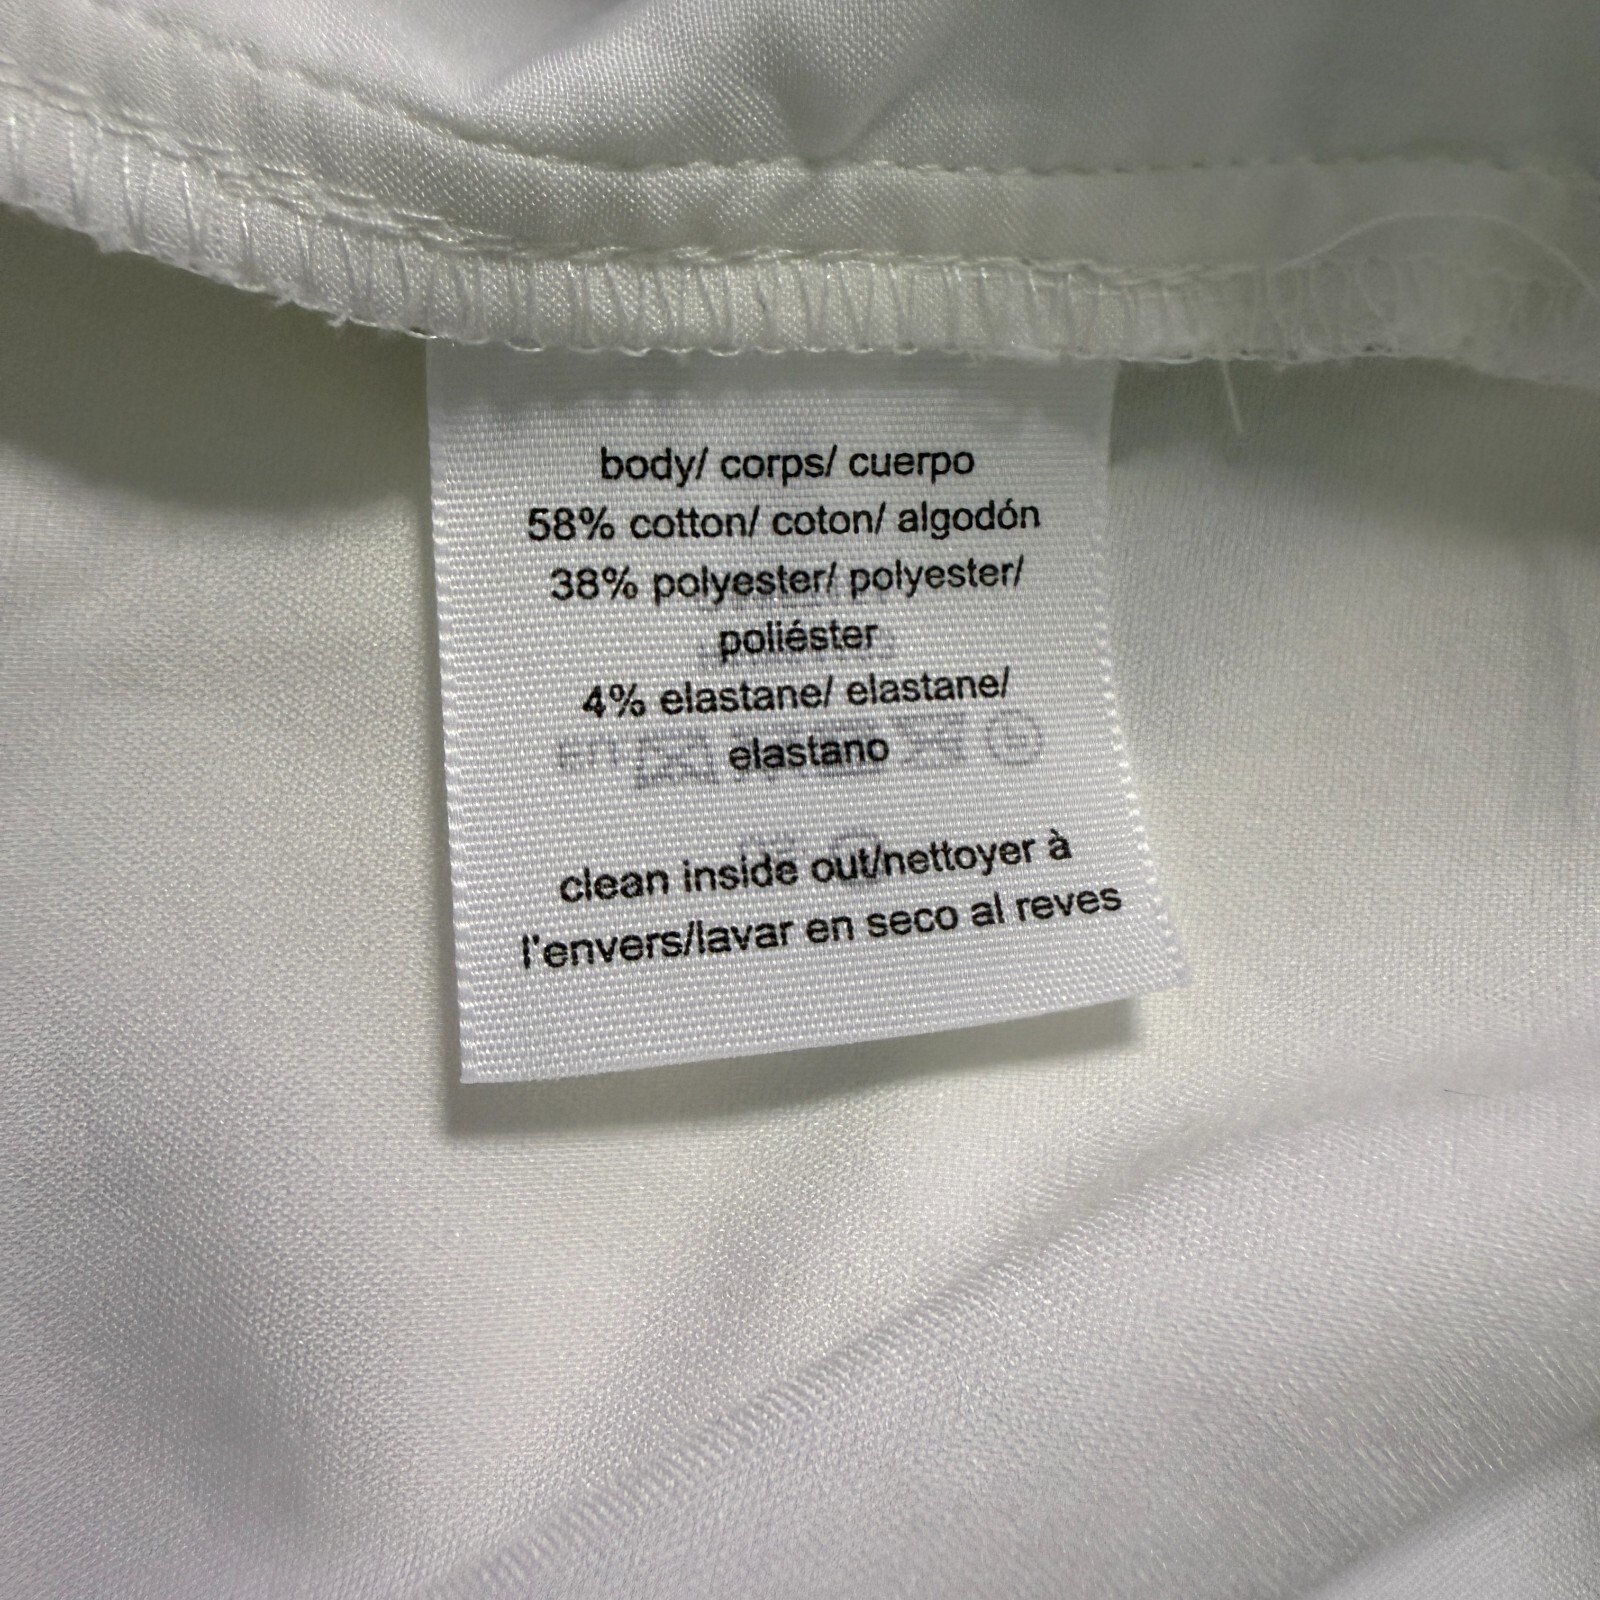 body/ corps/ cuerpo
58% cotton/ coton/ algodón
38% polyester/ polyester/
poliéster
4% elastane/ elastane/
elastano
clean inside out/nettoyer à
l'envers/lavar en seco al reves